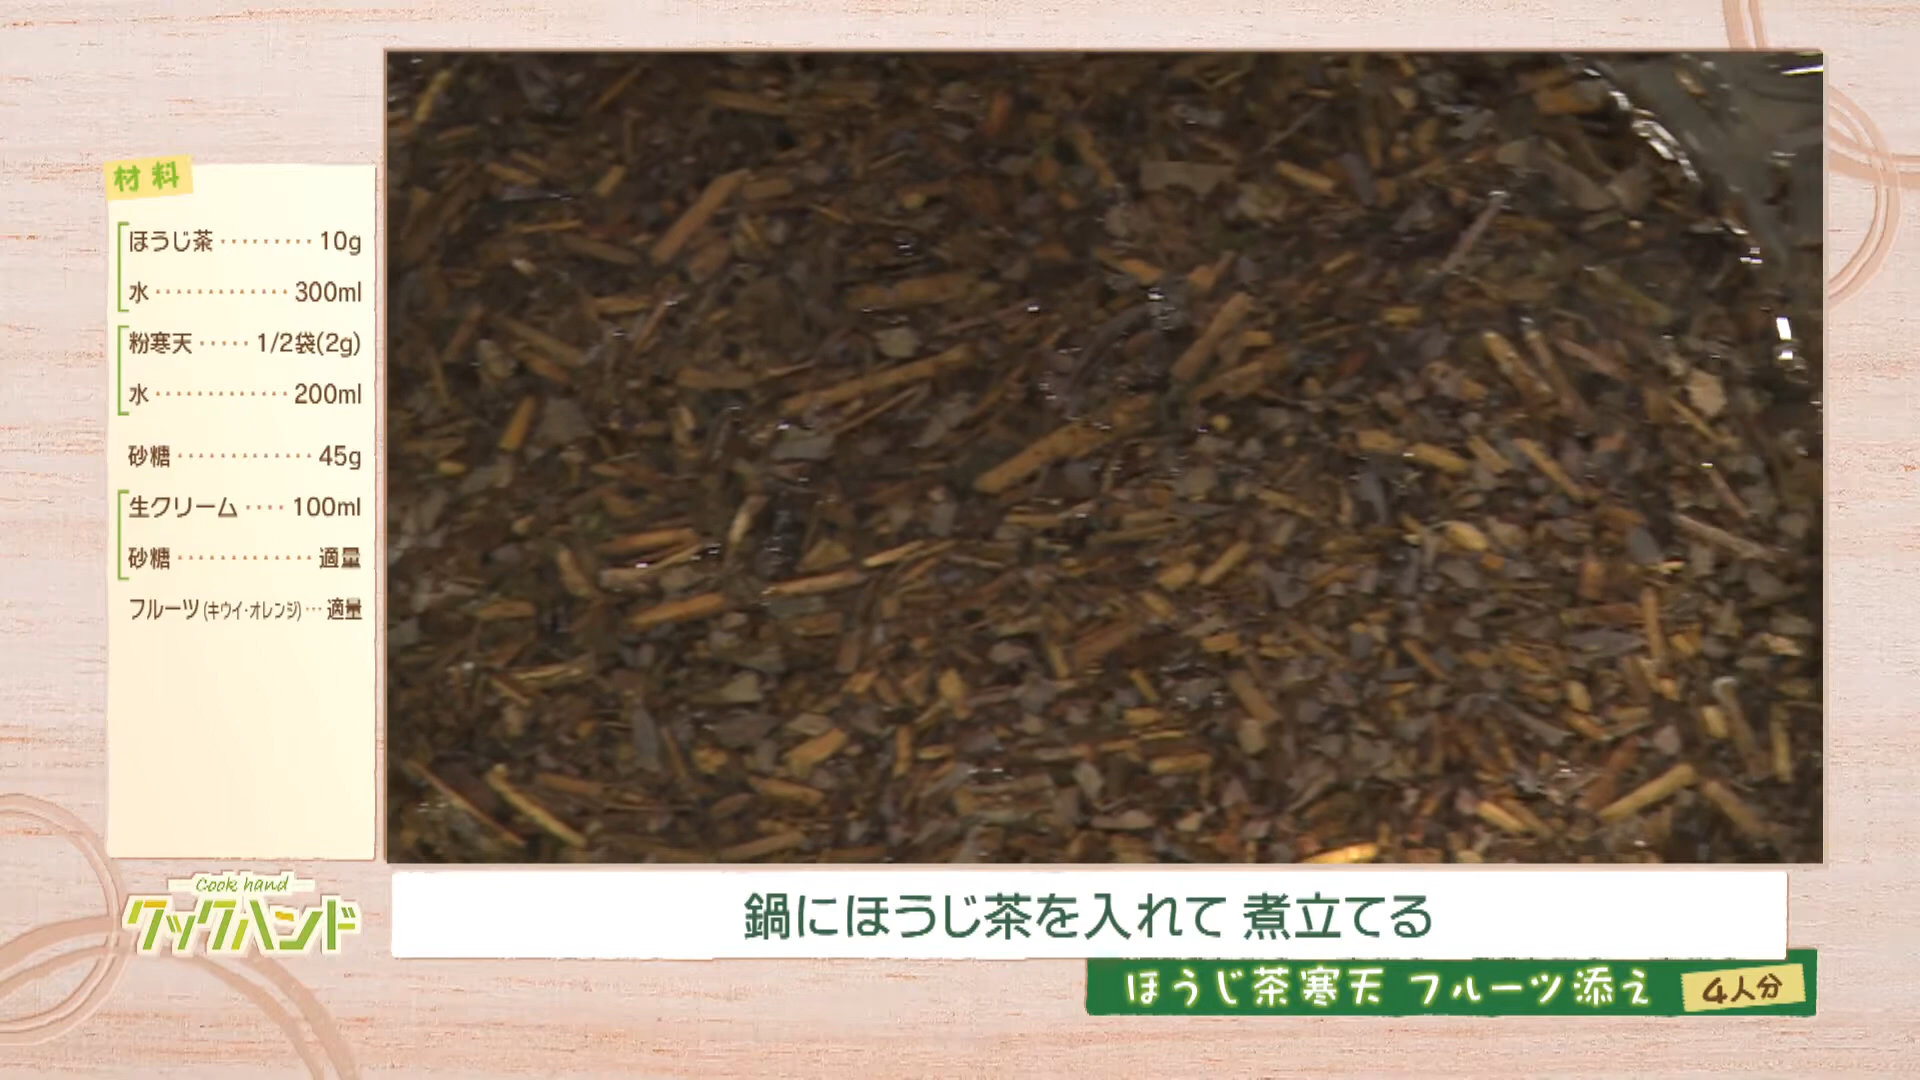 材料
ほうじ茶・・・・・・・・・10g
水・・・・・・・・・・・・・300ml
粉寒天・・・・・1/2袋(2g)
水・・・・・・・・・・・・・200ml
砂糖・・・・・・・・・・・・・45g
生クリーム・・・・100ml
砂糖・・・・・・・・・・・・・適量
フルーツ(キウイ・オレンジ)・・・適量
Cook hand
クックハンド
鍋にほうじ茶を入れて 煮立てる
ほうじ茶寒天 フルーツ添え 4人分